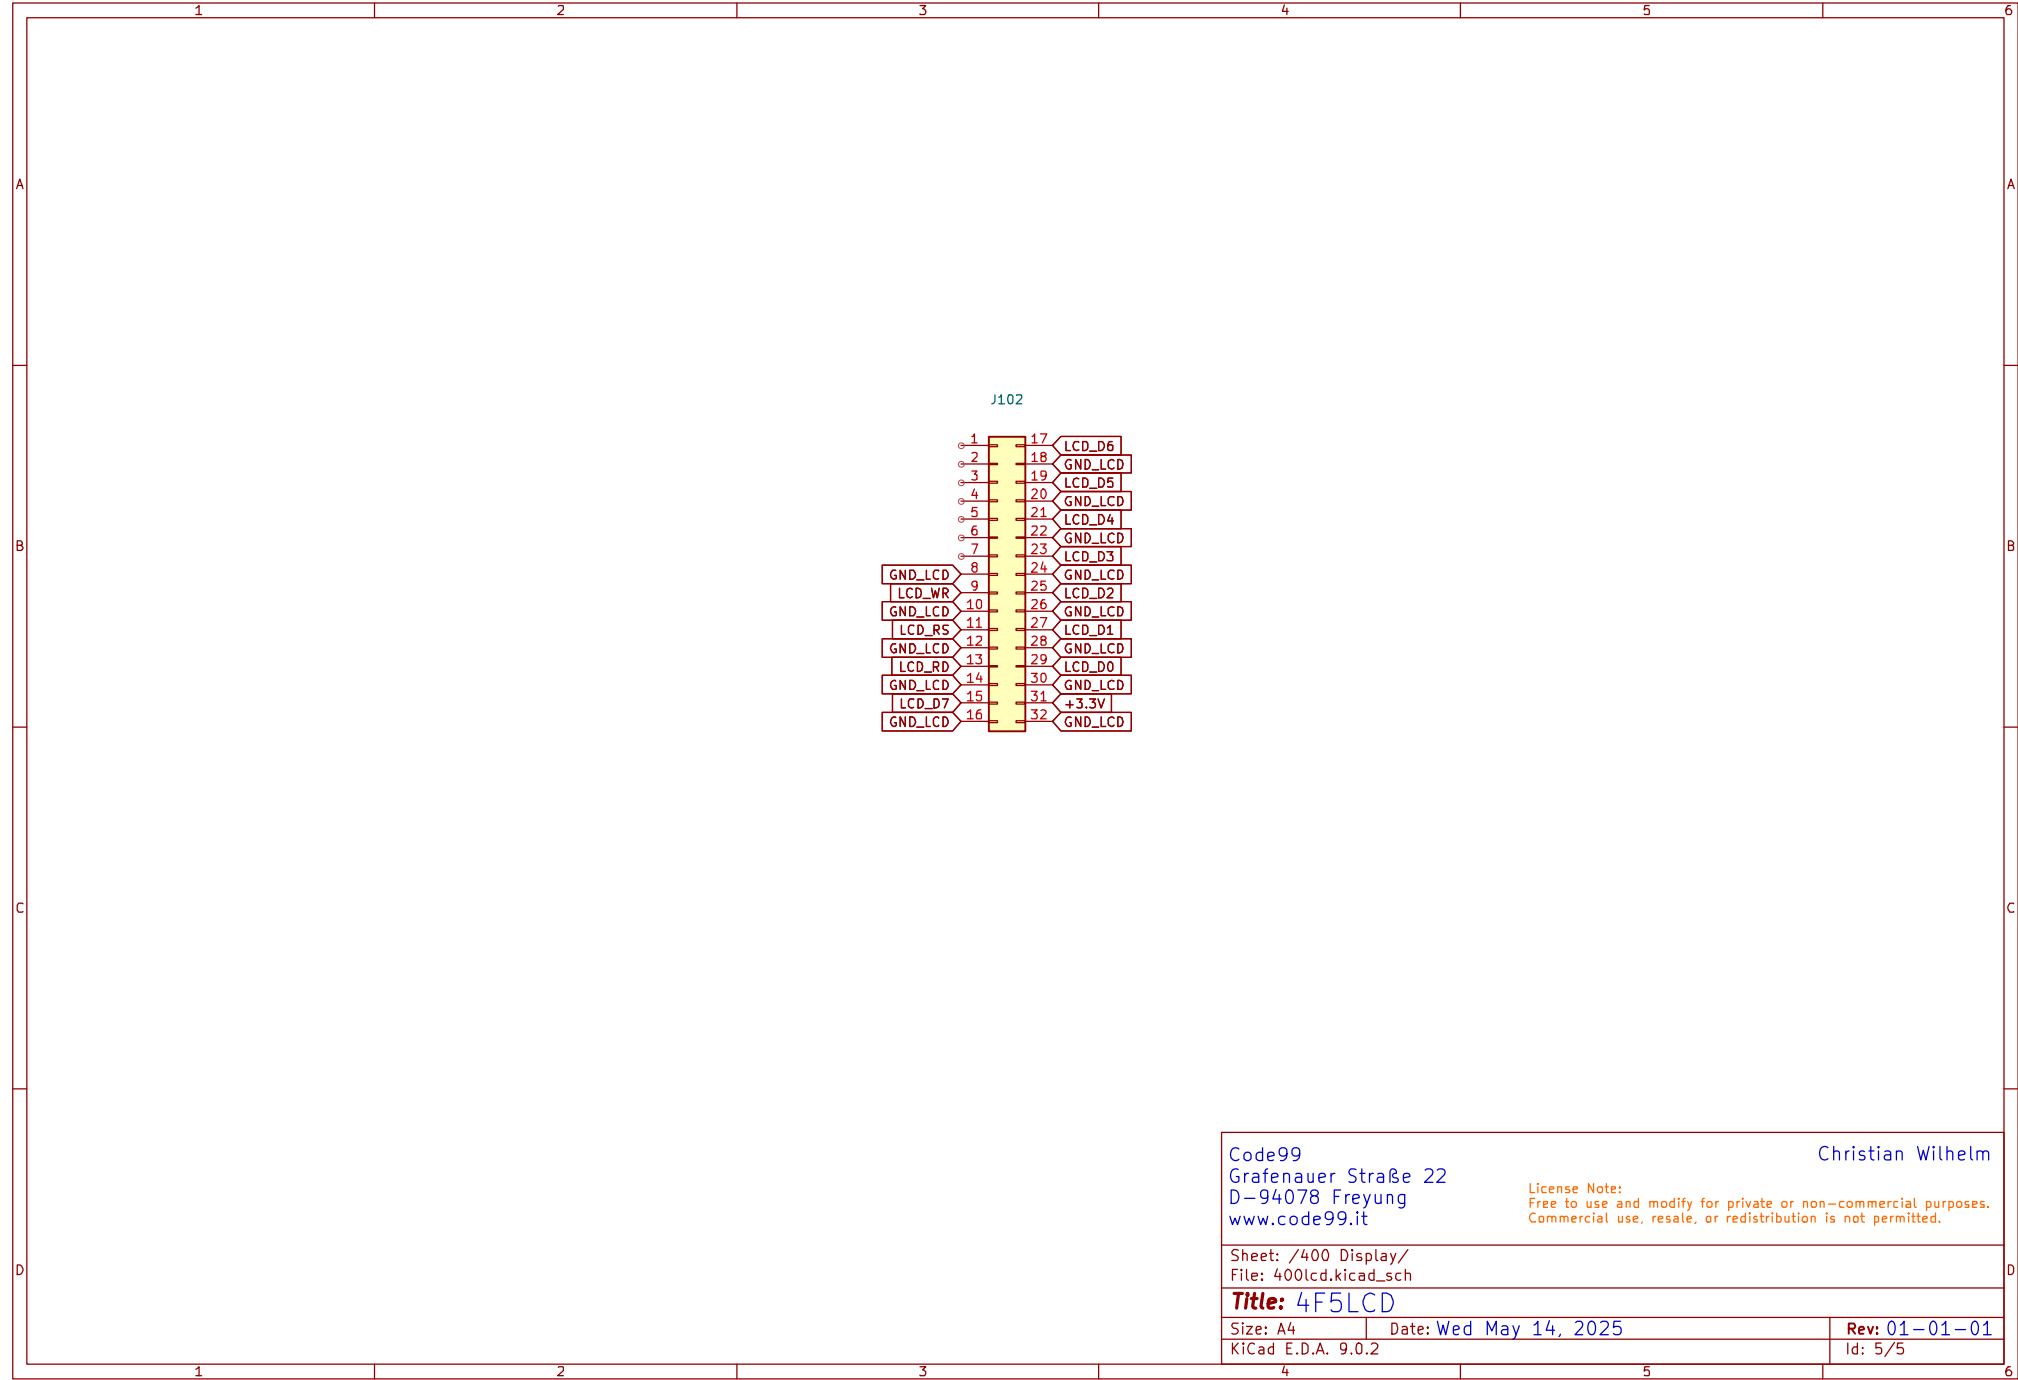 1 2 3 4 5 6
A A
J102
1 17 LCD_D6
2 18 GND_LCD
3 19 LCD_D5
4 20 GND_LCD
5 21 LCD_D4
6 22 GND_LCD
B B
7 23 LCD_D3
GND_LCD 8 24 GND_LCD
LCD_WR 9 25 LCD_D2
GND_LCD 10 26 GND_LCD
LCD_RS 11 27 LCD_D1
GND_LCD 12 28 GND_LCD
LCD_RD 13 29 LCD_D0
GND_LCD 14 30 GND_LCD
LCD_D7 15 31 +3.3V
GND_LCD 16 32 GND_LCD
C C
Code99
Christian Wilhelm
Grafenauer Straße 22
D-94078 Freyung
www.code99.it
License Note:
Free to use and modify for private or non-commercial purposes.
Commercial use, resale, or redistribution is not permitted.
Sheet: /400 Display/
File: 400lcd.kicad_sch
D D
Title: 4F5LCD
Size: A4 Date: Wed May 14, 2025 Rev: 01-01-01
KiCad E.D.A. 9.0.2 Id: 5/5
1 2 3 4 5 6